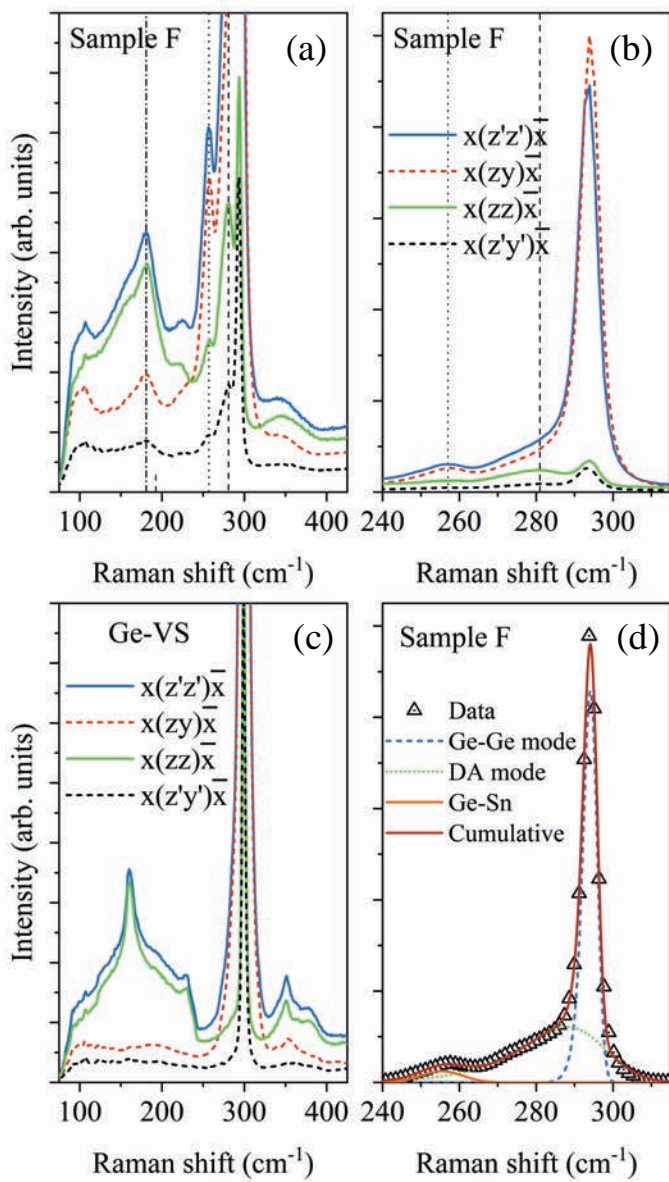 Sample F
(a)
Intensity (arb. units)
100 200 300 400
Raman shift (cm⁻¹)
Sample F
(b)
x(z'z')x̅
x(zy)x̅
x(zz)x̅
x(z'y')x̅
240 260 280 300
Raman shift (cm⁻¹)
Ge-VS
(c)
x(z'z')x̅
x(zy)x̅
x(zz)x̅
x(z'y')x̅
Intensity (arb. units)
100 200 300 400
Raman shift (cm⁻¹)
Sample F
(d)
Data
Ge-Ge mode
DA mode
Ge-Sn
Cumulative
240 260 280 300
Raman shift (cm⁻¹)